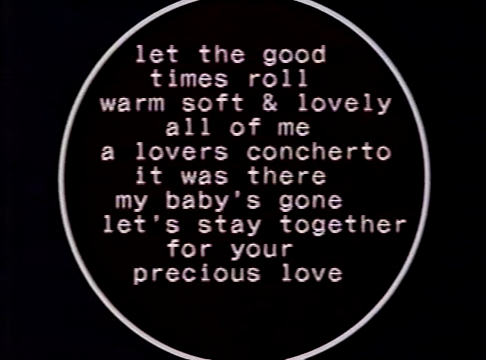 let the good
times roll
warm soft & lovely
all of me
a lovers concherto
it was there
my baby's gone
let's stay together
for your
precious love